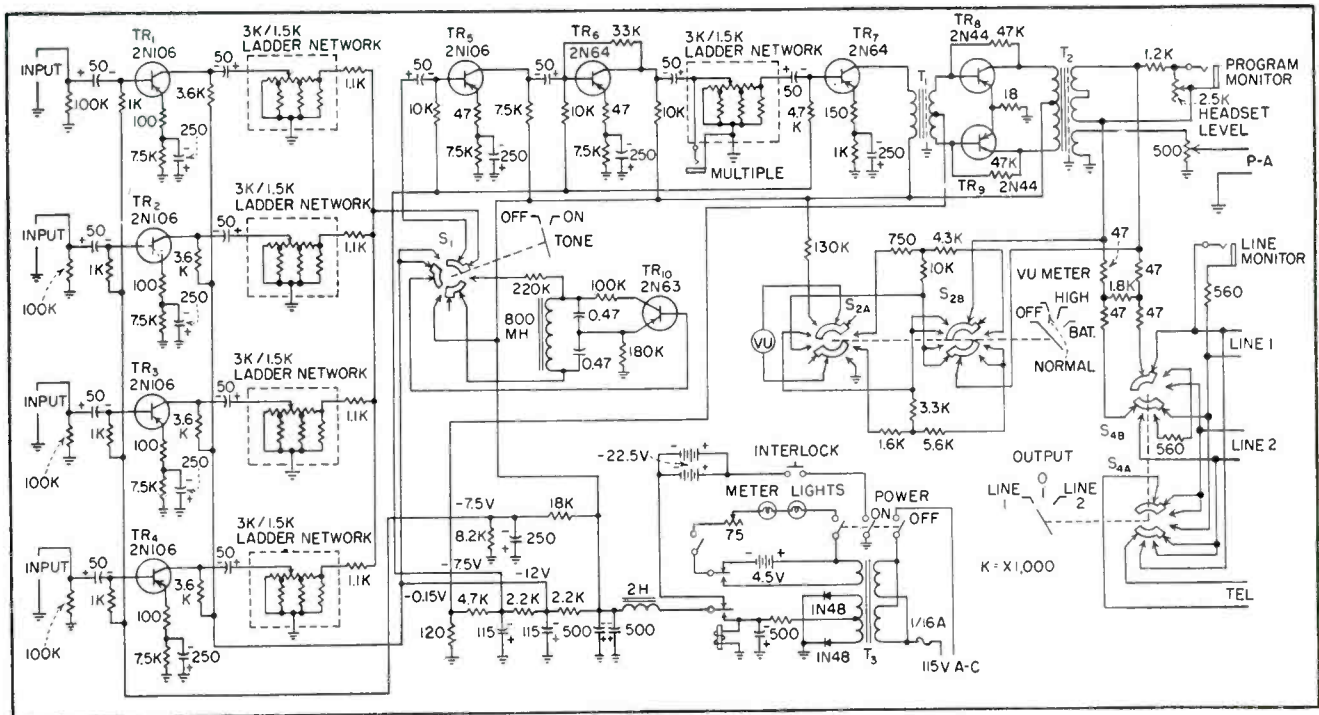 TR1
2N106
3K/1.5K
LADDER NETWORK
INPUT
+ 50 -
100K
1K
100
250
7.5K
3.6K
50
1.1K
TR2
2N106
3K/1.5K
LADDER NETWORK
INPUT
50
1K
100K
100
250
7.5K
3.6
K
50
1.1K
TR3
2N106
3K/1.5K
LADDER NETWORK
INPUT
50
1K
100K
100
250
7.5K
3.6
K
50
1.1K
TR4
2N106
3K/1.5K
LADDER NETWORK
INPUT
50
1K
100K
100
250
7.5K
3.6
K
50
1.1K
TR5
2N106
50
10K
47
7.5K
250
75K
TR6
2N64
33K
50
10K
47
7.5K
250
50
10K
3K/1.5K
LADDER NETWORK
MULTIPLE
50
4.7
K
TR7
2N64
150
1K
250
T1
TR8
2N44
47K
18
47K
2N44
TR9
T2
1.2K
PROGRAM
MONITOR
2.5K
HEADSET
LEVEL
500
P-A
S1
OFF
ON
TONE
220K
800
MH
100K
0.47
0.47
180K
TR10
2N63
130K
750
4.3K
10K
S2A
S2B
VU
3.3K
1.6K
5.6K
VU METER
OFF
HIGH
BAT.
NORMAL
47
1.8K
47
47
47
LINE
MONITOR
560
LINE 1
LINE 2
S4B
560
S4A
OUTPUT
LINE
1
0
LINE
2
K = X1,000
TEL
-22.5V
INTERLOCK
METER LIGHTS
POWER
ON
OFF
75
4.5V
1N48
1N48
T3
1/16A
115V A-C
-7.5V
18K
8.2K
250
-7.5V
-12V
-0.15V
4.7K
2.2K
2.2K
120
115
115
500
500
2H
500